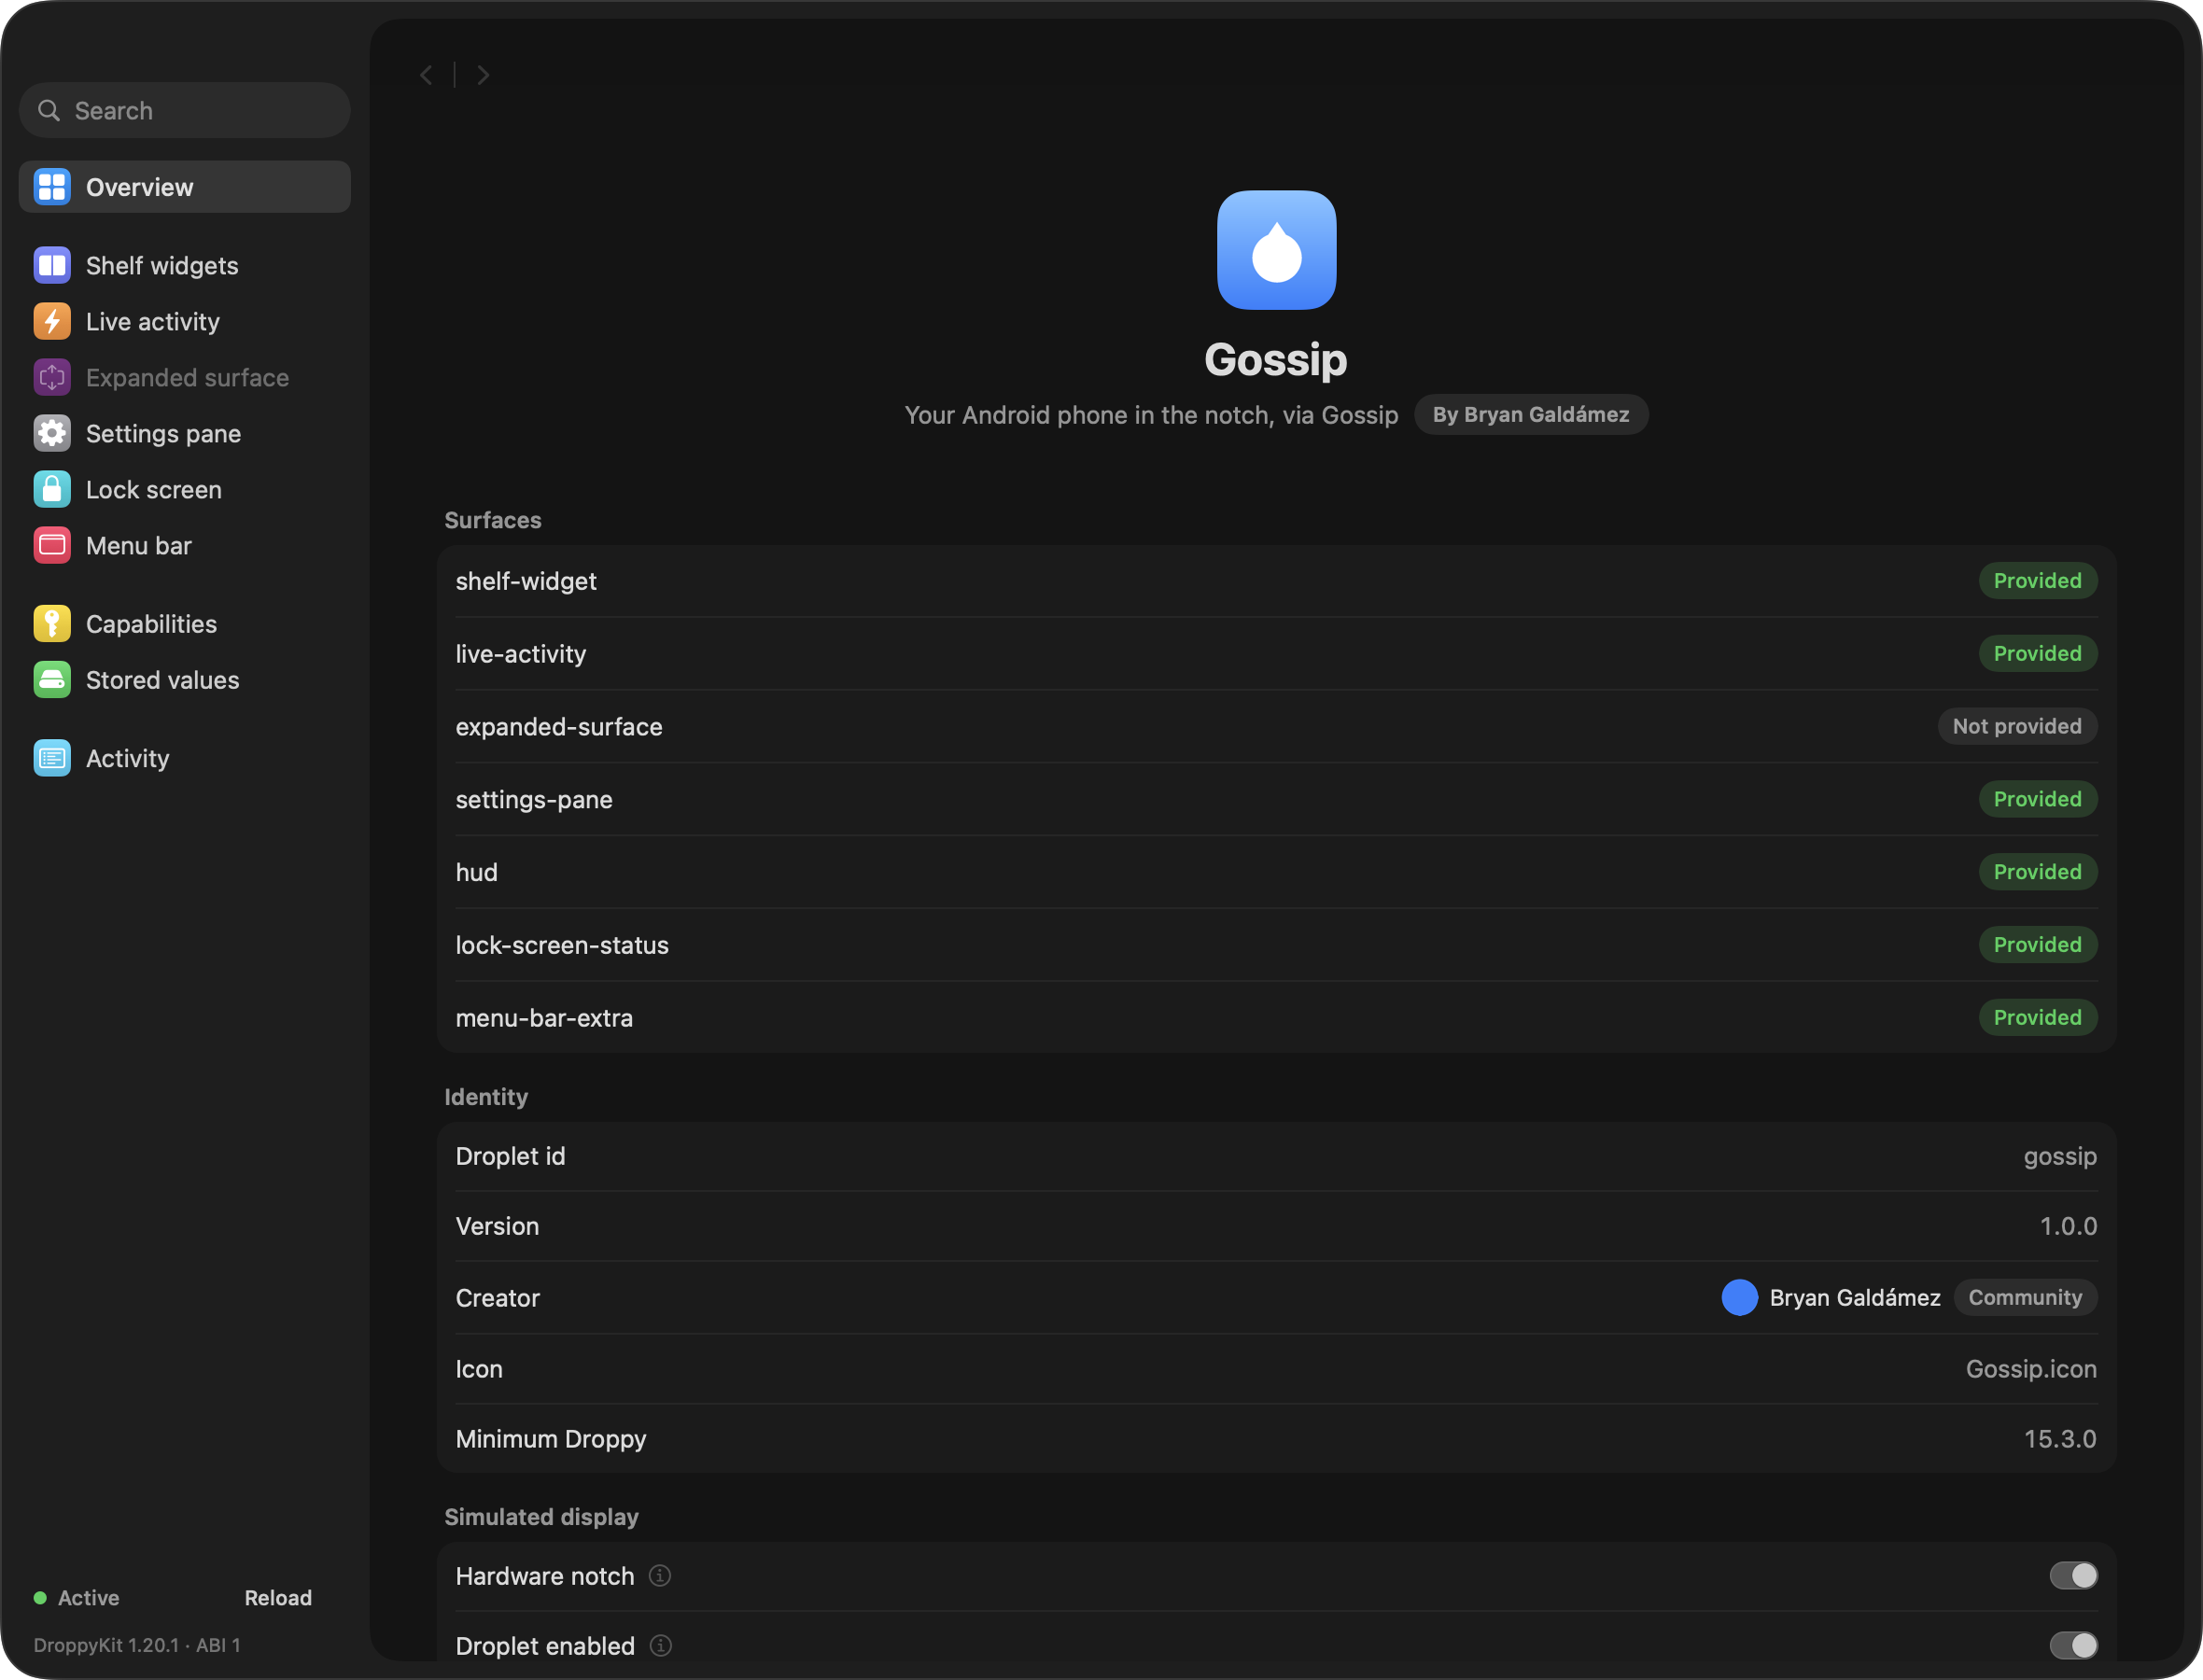 Search
Overview
Shelf widgets
Live activity
Expanded surface
Settings pane
Lock screen
Menu bar
Capabilities
Stored values
Activity
Active
Reload
DroppyKit 1.20.1 · ABI 1
Gossip
Your Android phone in the notch, via Gossip
By Bryan Galdámez
Surfaces
shelf-widget Provided
live-activity Provided
expanded-surface Not provided
settings-pane Provided
hud Provided
lock-screen-status Provided
menu-bar-extra Provided
Identity
Droplet id gossip
Version 1.0.0
Creator Bryan Galdámez Community
Icon Gossip.icon
Minimum Droppy 15.3.0
Simulated display
Hardware notch
Droplet enabled